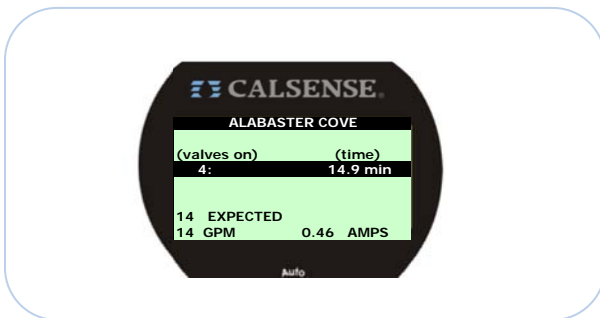 CALSENSE®
ALABASTER COVE
(valves on) (time)
4: 14.9 min
14 EXPECTED
14 GPM 0.46 AMPS
Auto